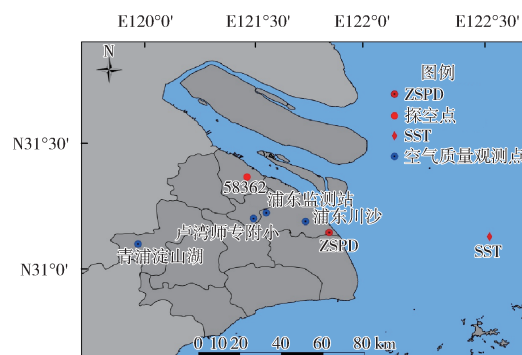 E120°0′ E121°30′ E122°0′ E122°30′
N
图例
ZSPD
探空点
SST
空气质量观测点
N31°30′
58362
浦东监测站
浦东川沙
卢湾师专附小
ZSPD
青浦淀山湖
SST
N31°0′
0 10 20 40 60 80 km